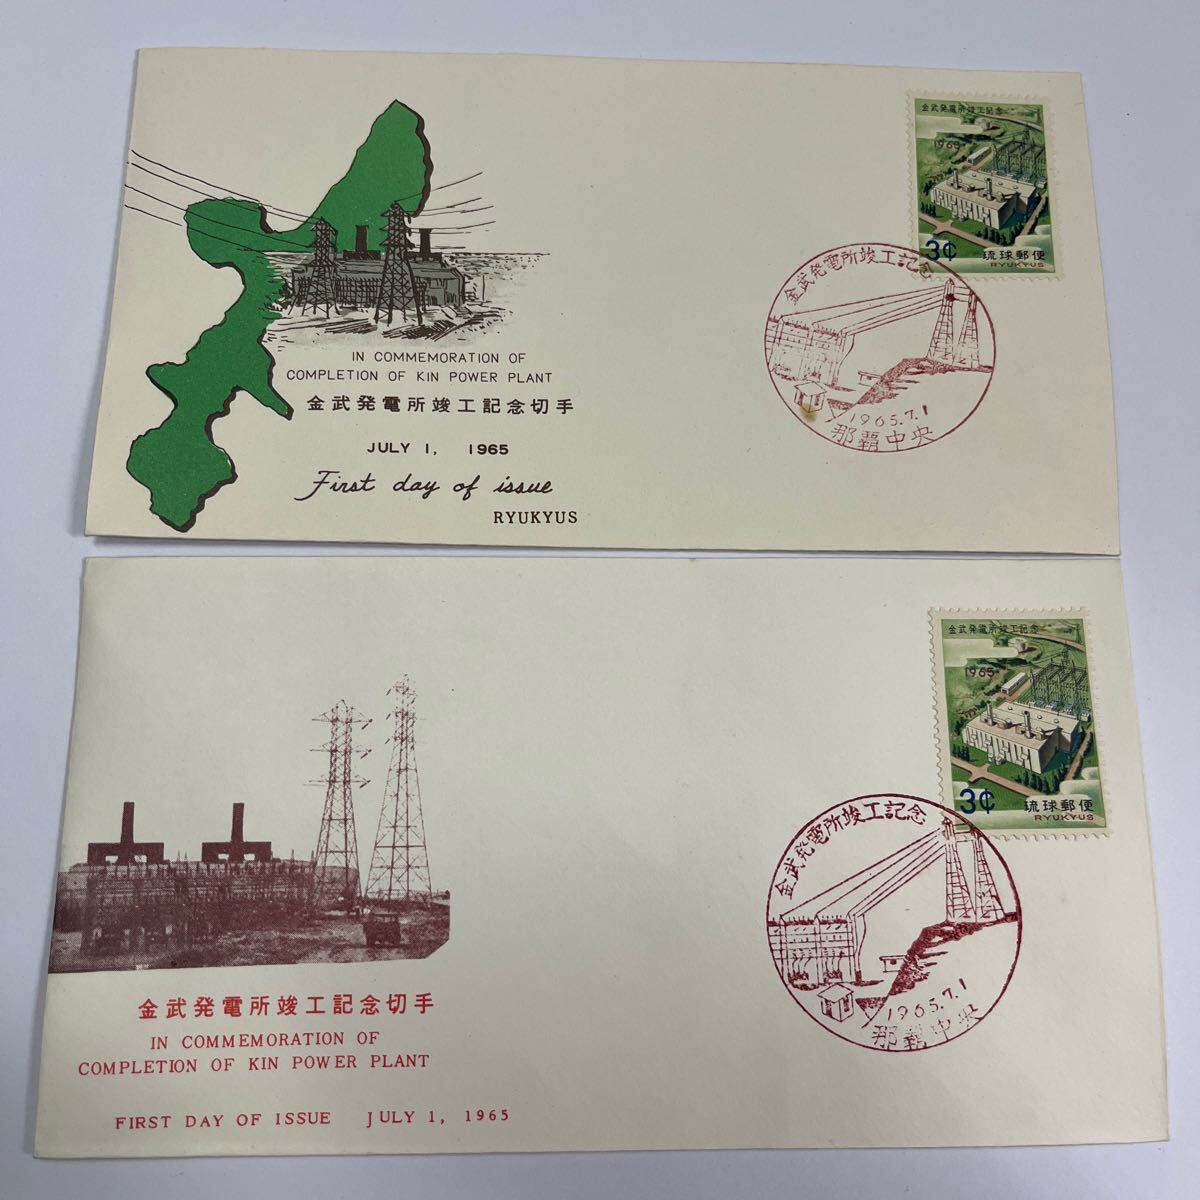 金武発電所竣工記念
1965
3¢
琉球郵便
RYUKYUS
金武発電所竣工記念
1965.7.1
那覇中央
IN COMMEMORATION OF
COMPLETION OF KIN POWER PLANT
金武発電所竣工記念切手
JULY 1, 1965
First day of issue
RYUKYUS
金武発電所竣工記念
1965
3¢
琉球郵便
RYUKYUS
金武発電所竣工記念
1965.7.1
那覇中央
金武発電所竣工記念切手
IN COMMEMORATION OF
COMPLETION OF KIN POWER PLANT
FIRST DAY OF ISSUE JULY 1, 1965